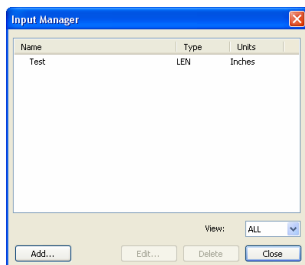 Input Manager
Name Type Units
Test LEN Inches
View: ALL
Add... Edit... Delete Close